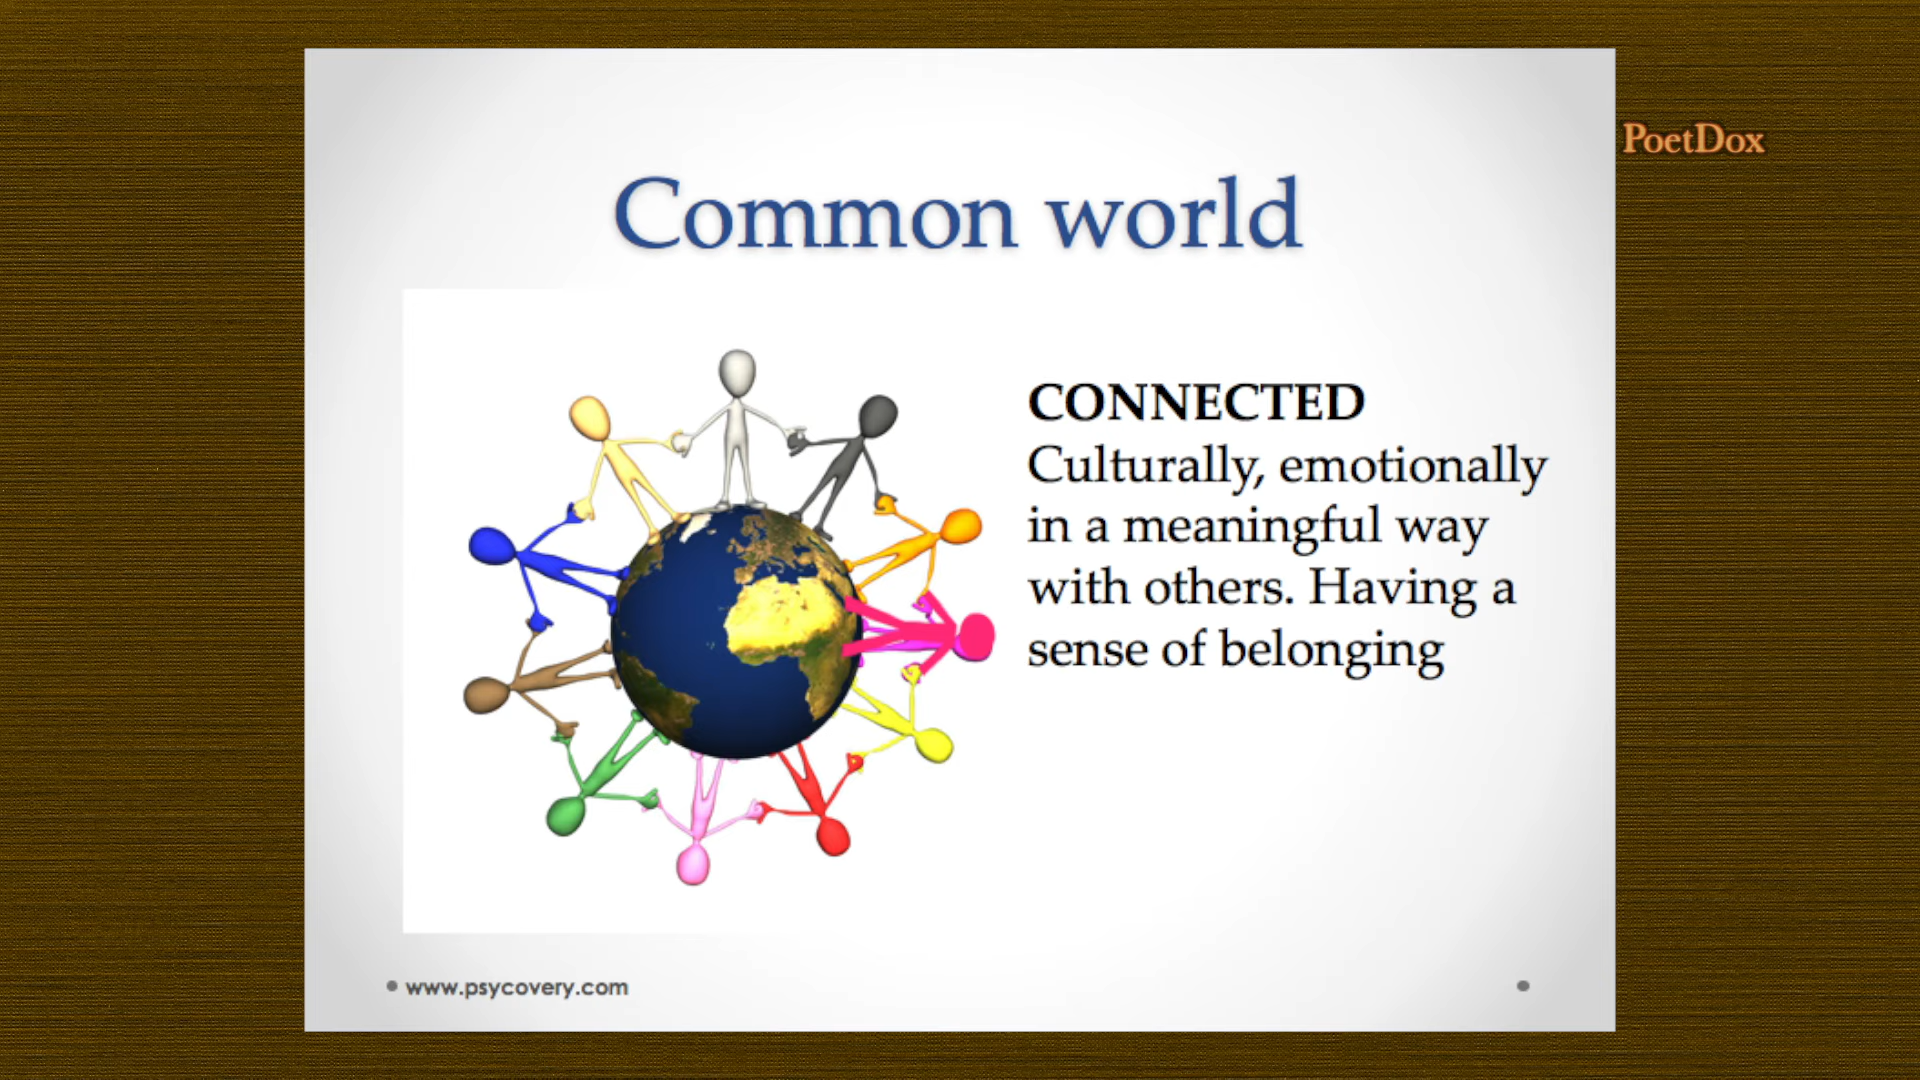 PoetDox
Common world
CONNECTED
Culturally, emotionally
in a meaningful way
with others. Having a
sense of belonging
www.psycovery.com